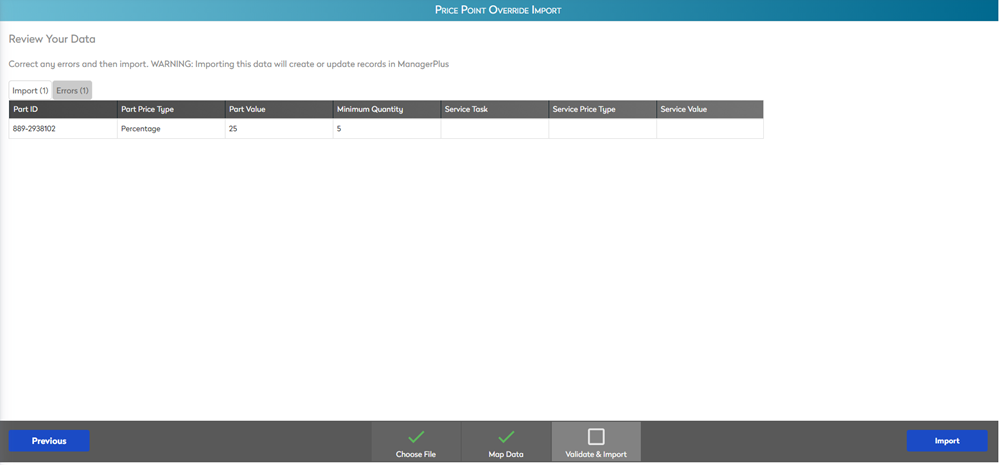 Price Point Override Import
Review Your Data
Correct any errors and then import. WARNING: Importing this data will create or update records in ManagerPlus
Import (1) Errors (1)
Part ID Part Price Type Part Value Minimum Quantity Service Task Service Price Type Service Value
889-2938102 Percentage 25 5
Previous Choose File Map Data Validate & Import Import